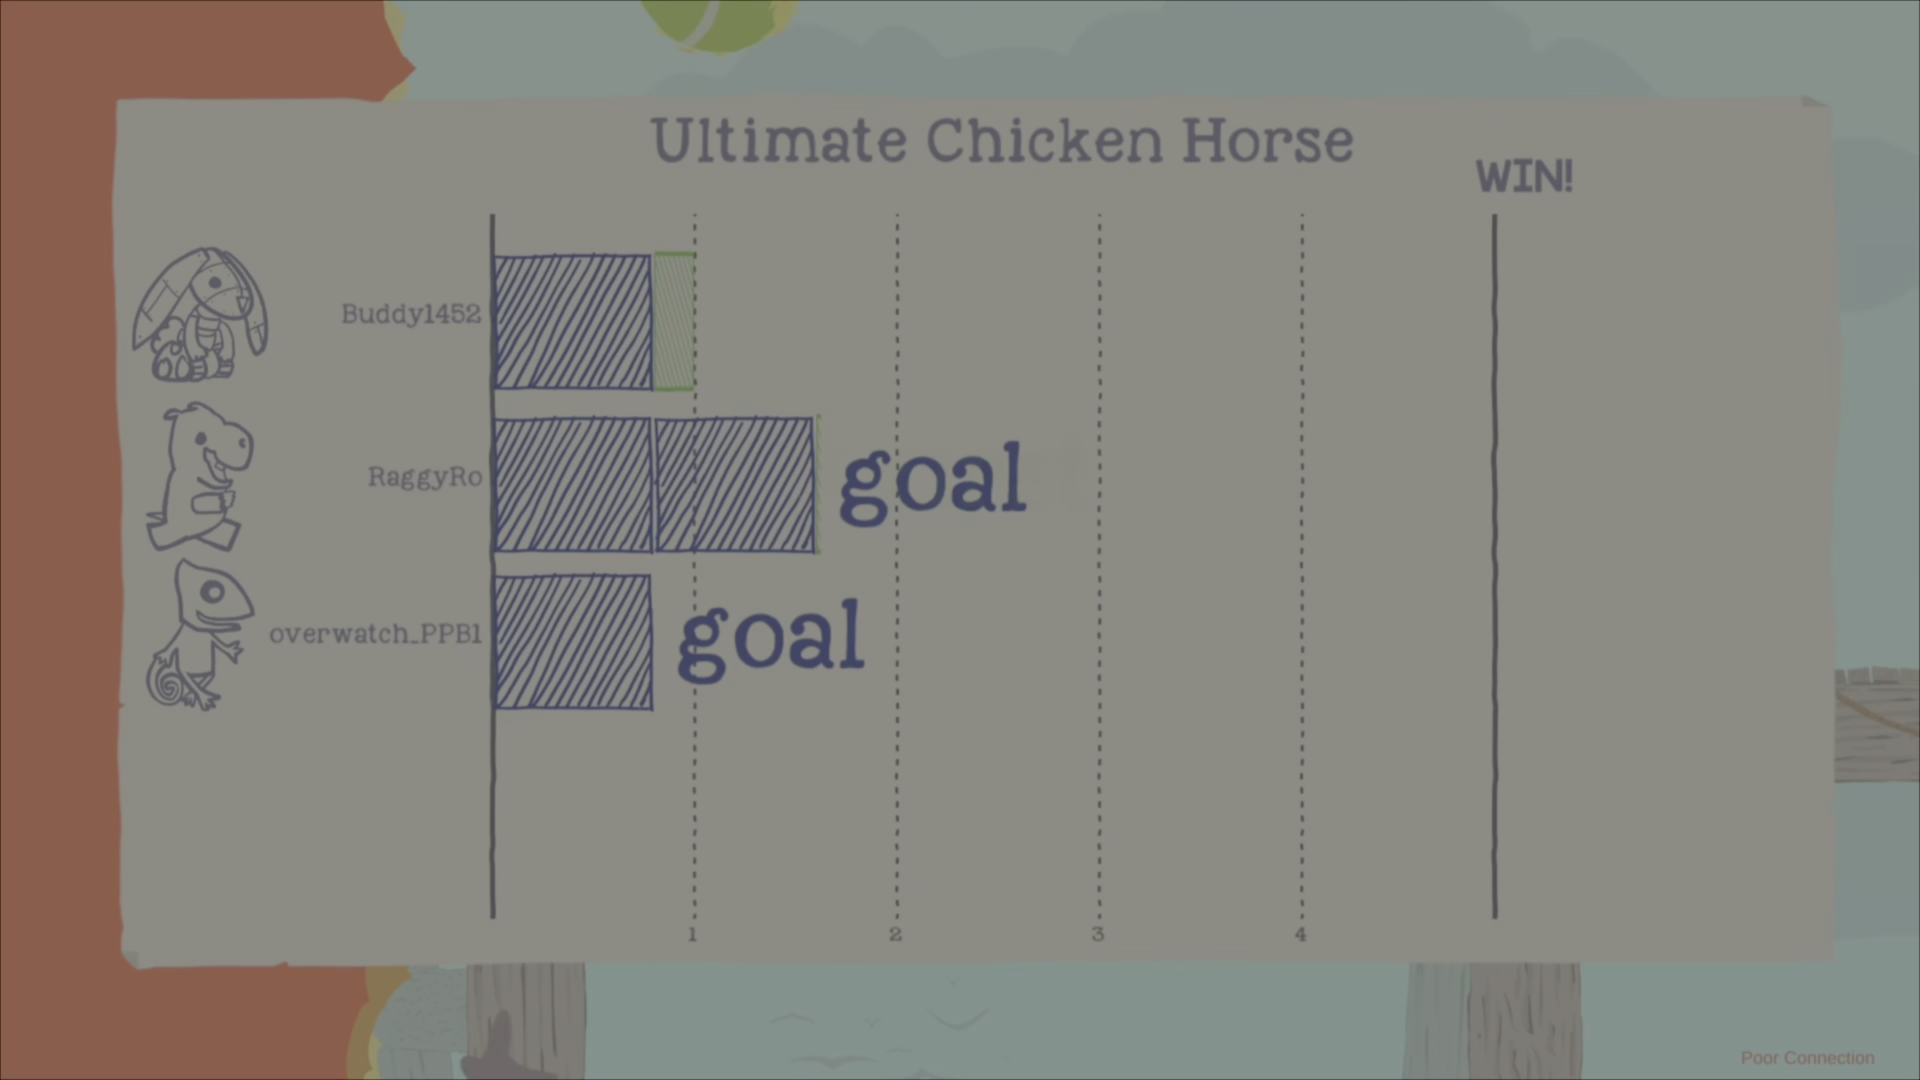 Ultimate Chicken Horse
WIN!
Buddy1452
RaggyRo
goal
overwatch_PPB1
goal
1
2
3
4
Poor Connection